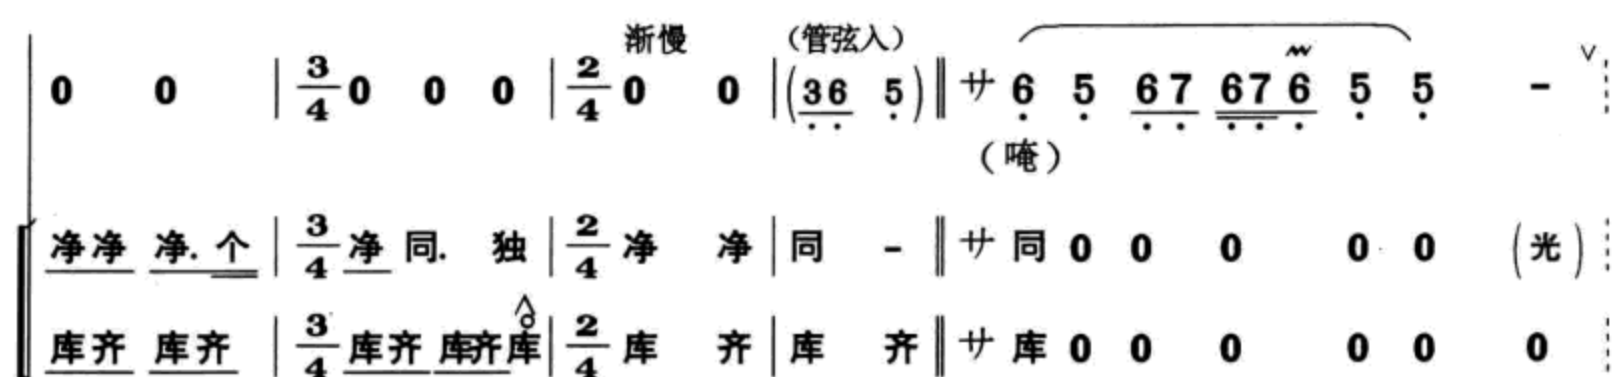 渐慢 （管弦入）
0 0 | 3/4 0 0 0 | 2/4 0 0 | (36 5) ‖ サ 6 5 67 676 5 5 - ∨
（唵）
净净 净. 个 | 3/4 净 同. 独 | 2/4 净 净 | 同 - ‖ サ 同 0 0 0 0 0 (光)
库齐 库齐 | 3/4 库齐 库齐库 | 2/4 库 齐 | 库 齐 ‖ サ 库 0 0 0 0 0 0